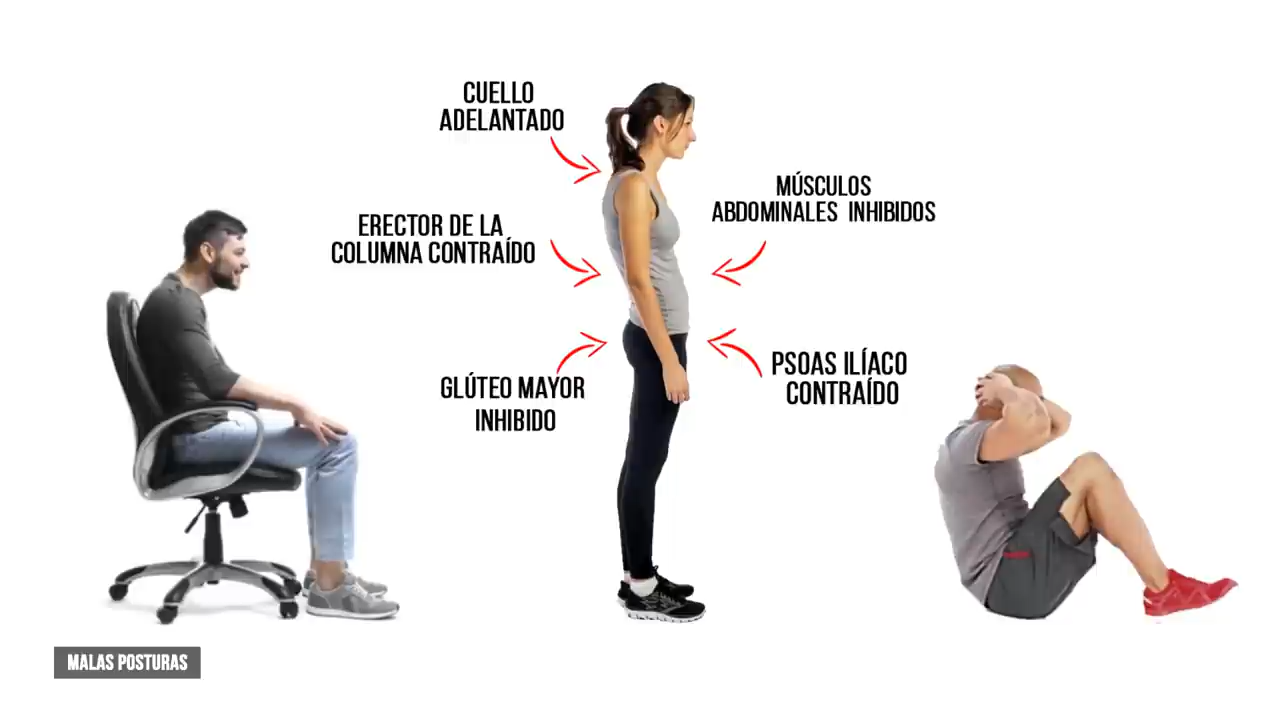 CUELLO
ADELANTADO
MÚSCULOS
ABDOMINALES INHIBIDOS
ERECTOR DE LA
COLUMNA CONTRAÍDO
GLÚTEO MAYOR
INHIBIDO
PSOAS ILÍACO
CONTRAÍDO
MALAS POSTURAS